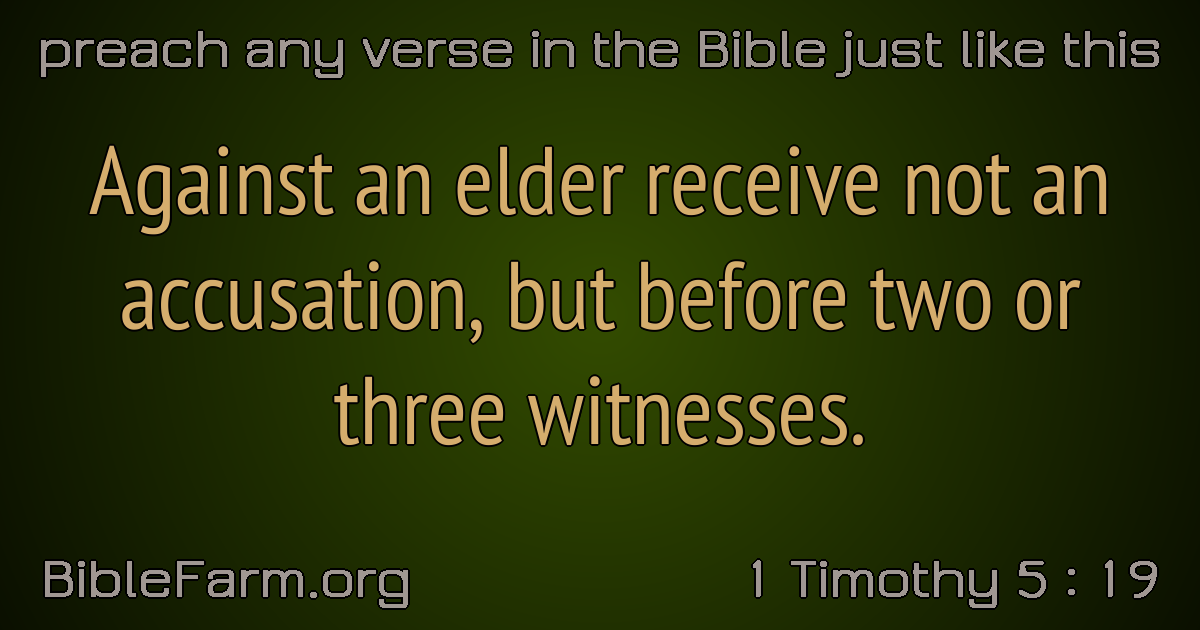 preach any verse in the Bible just like this
Against an elder receive not an
accusation, but before two or
three witnesses.
BibleFarm.org
1 Timothy 5 : 19